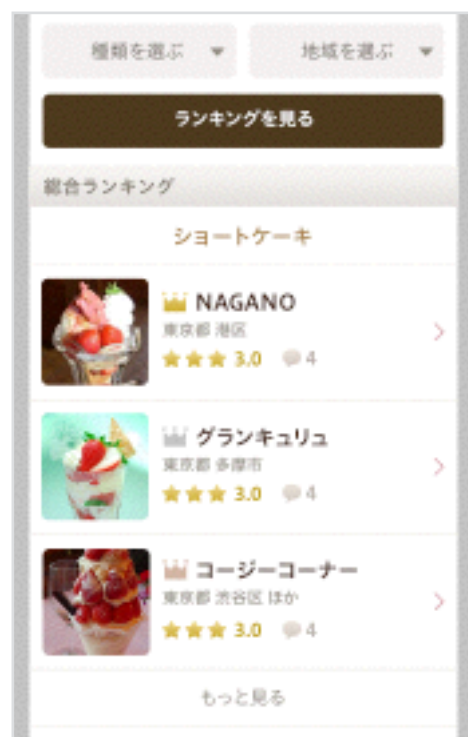 種類を選ぶ ▼
地域を選ぶ ▼
ランキングを見る
総合ランキング
ショートケーキ
NAGANO
東京都 港区
★★★ 3.0 4
グランキュリュ
東京都 多摩市
★★★ 3.0 4
コージーコーナー
東京都 渋谷区 ほか
★★★ 3.0 4
もっと見る